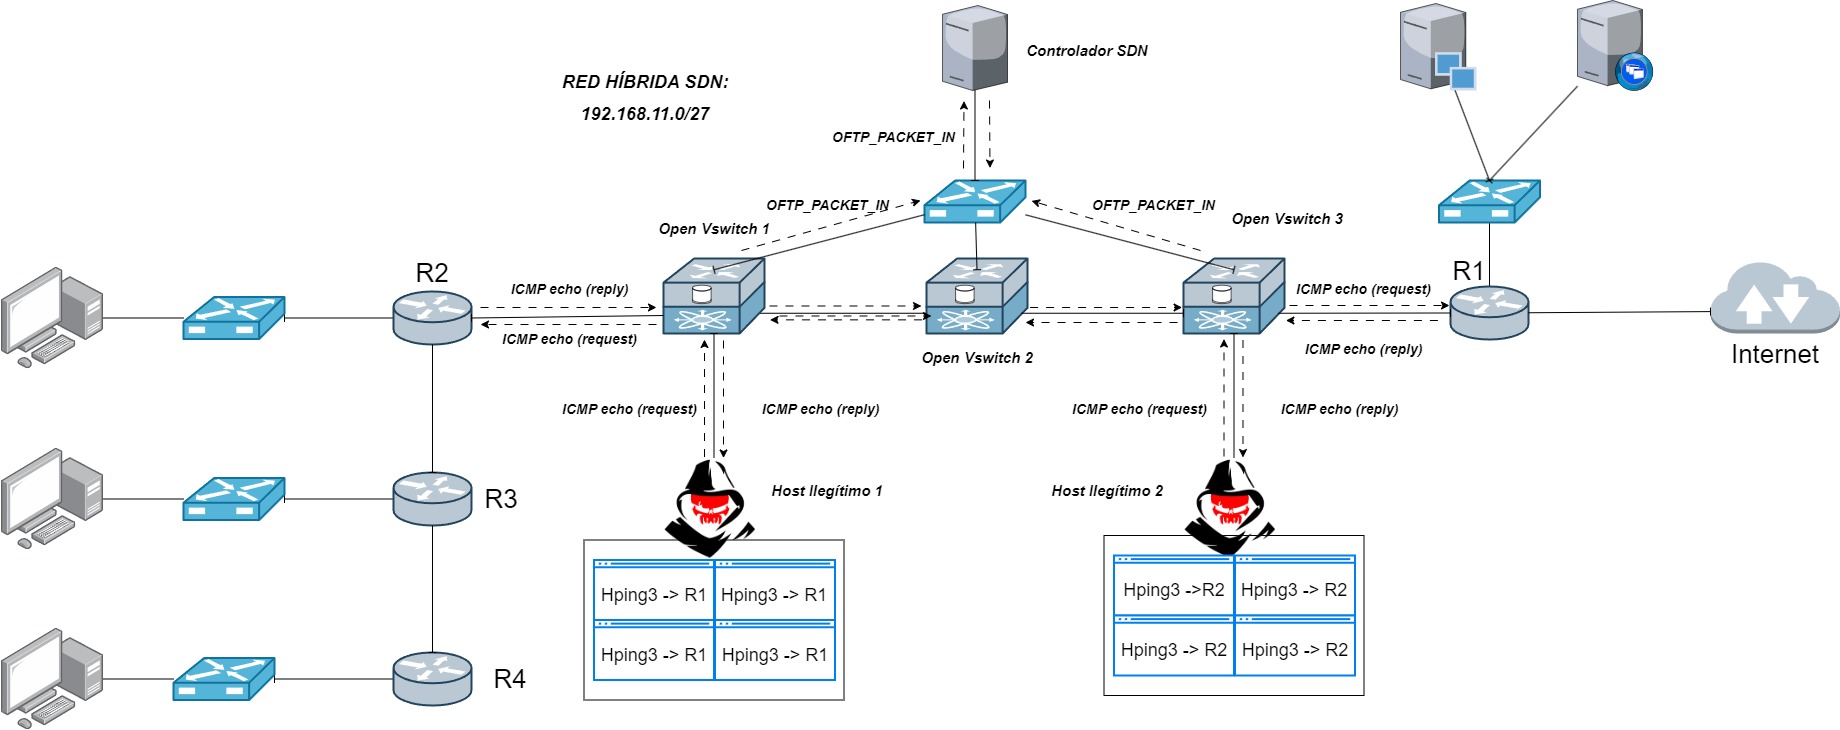 Controlador SDN
RED HÍBRIDA SDN:
192.168.11.0/27
OFTP_PACKET_IN
OFTP_PACKET_IN
OFTP_PACKET_IN
Open Vswitch 1
Open Vswitch 3
R2
R1
ICMP echo (reply)
ICMP echo (request)
ICMP echo (request)
ICMP echo (reply)
Open Vswitch 2
Internet
ICMP echo (request)
ICMP echo (reply)
ICMP echo (request)
ICMP echo (reply)
R3
Host Ilegítimo 1
Host Ilegítimo 2
Hping3 -> R1
Hping3 -> R1
Hping3 ->R2
Hping3 -> R2
Hping3 -> R1
Hping3 -> R1
Hping3 -> R2
Hping3 -> R2
R4